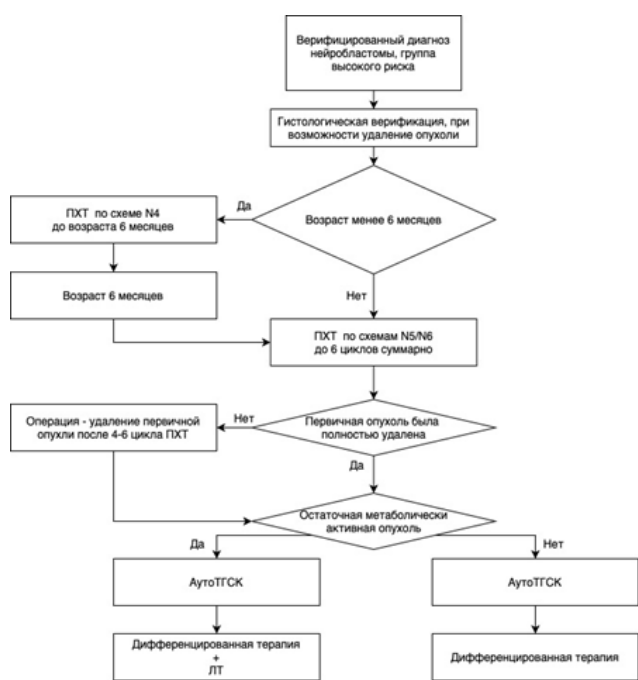 Верифицированный диагноз
нейробластомы, группа
высокого риска
Гистологическая верификация, при
возможности удаление опухоли
Возраст менее 6 месяцев
Да
ПХТ по схеме N4
до возраста 6 месяцев
Возраст 6 месяцев
Нет
ПХТ по схемам N5/N6
до 6 циклов суммарно
Первичная опухоль была
полностью удалена
Нет
Операция - удаление первичной
опухли после 4-6 цикла ПХТ
Да
Остаточная метаболически
активная опухоль
Да
Нет
АутоТГСК
АутоТГСК
Дифференцированная терапия
+
ЛТ
Дифференцированная терапия